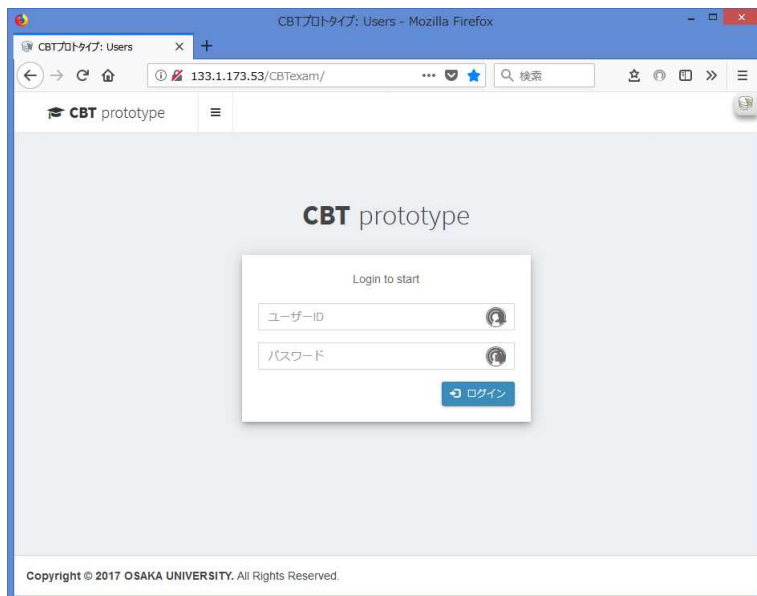 CBTプロトタイプ: Users - Mozilla Firefox
CBTプロトタイプ: Users
133.1.173.53/CBTexam/
検索
CBT prototype
CBT prototype
Login to start
ユーザーID
パスワード
ログイン
Copyright © 2017 OSAKA UNIVERSITY. All Rights Reserved.